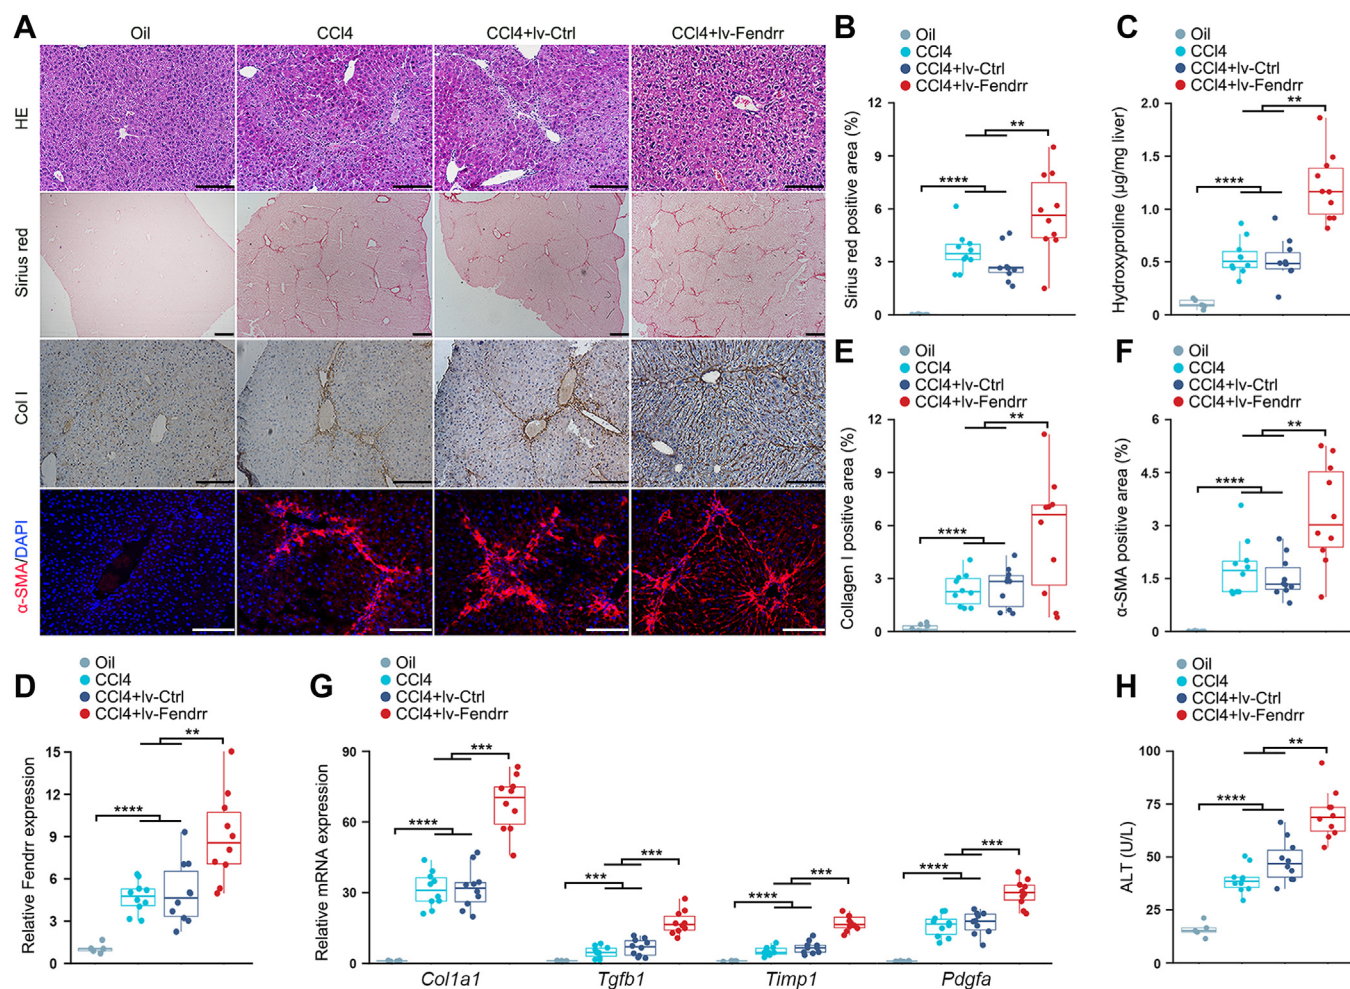 A
Oil
CCl4
CCl4+lv-Ctrl
CCl4+lv-Fendrr
HE
Sirius red
Col I
α-SMA/DAPI
B
Oil
CCl4
CCl4+lv-Ctrl
CCl4+lv-Fendrr
Sirius red positive area (%)
12
9
6
3
0
****
**
C
Oil
CCl4
CCl4+lv-Ctrl
CCl4+lv-Fendrr
Hydroxyproline (µg/mg liver)
2.0
1.5
1.0
0.5
0.0
****
**
E
Oil
CCl4
CCl4+lv-Ctrl
CCl4+lv-Fendrr
Collagen I positive area (%)
12
9
6
3
0
****
**
F
Oil
CCl4
CCl4+lv-Ctrl
CCl4+lv-Fendrr
α-SMA positive area (%)
6
4.5
3
1.5
0
****
**
D
Oil
CCl4
CCl4+lv-Ctrl
CCl4+lv-Fendrr
Relative Fendrr expression
15
12
9
6
3
0
****
**
G
Oil
CCl4
CCl4+lv-Ctrl
CCl4+lv-Fendrr
Relative mRNA expression
90
60
30
0
****
***
***
***
****
***
****
***
Col1a1
Tgfb1
Timp1
Pdgfa
H
Oil
CCl4
CCl4+lv-Ctrl
CCl4+lv-Fendrr
ALT (U/L)
100
75
50
25
0
****
**